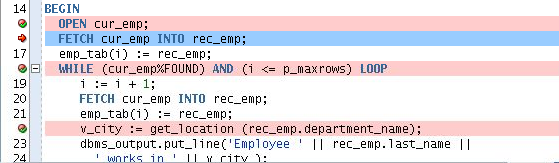 14 BEGIN
OPEN cur_emp;
FETCH cur_emp INTO rec_emp;
17 emp_tab(i) := rec_emp;
WHILE (cur_emp%FOUND) AND (i <= p_maxrows) LOOP
19 i := i + 1;
20 FETCH cur_emp INTO rec_emp;
21 emp_tab(i) := rec_emp;
v_city := get_location (rec_emp.department_name);
23 dbms_output.put_line('Employee ' || rec_emp.last_name ||
24 ' works in ' || v_city );